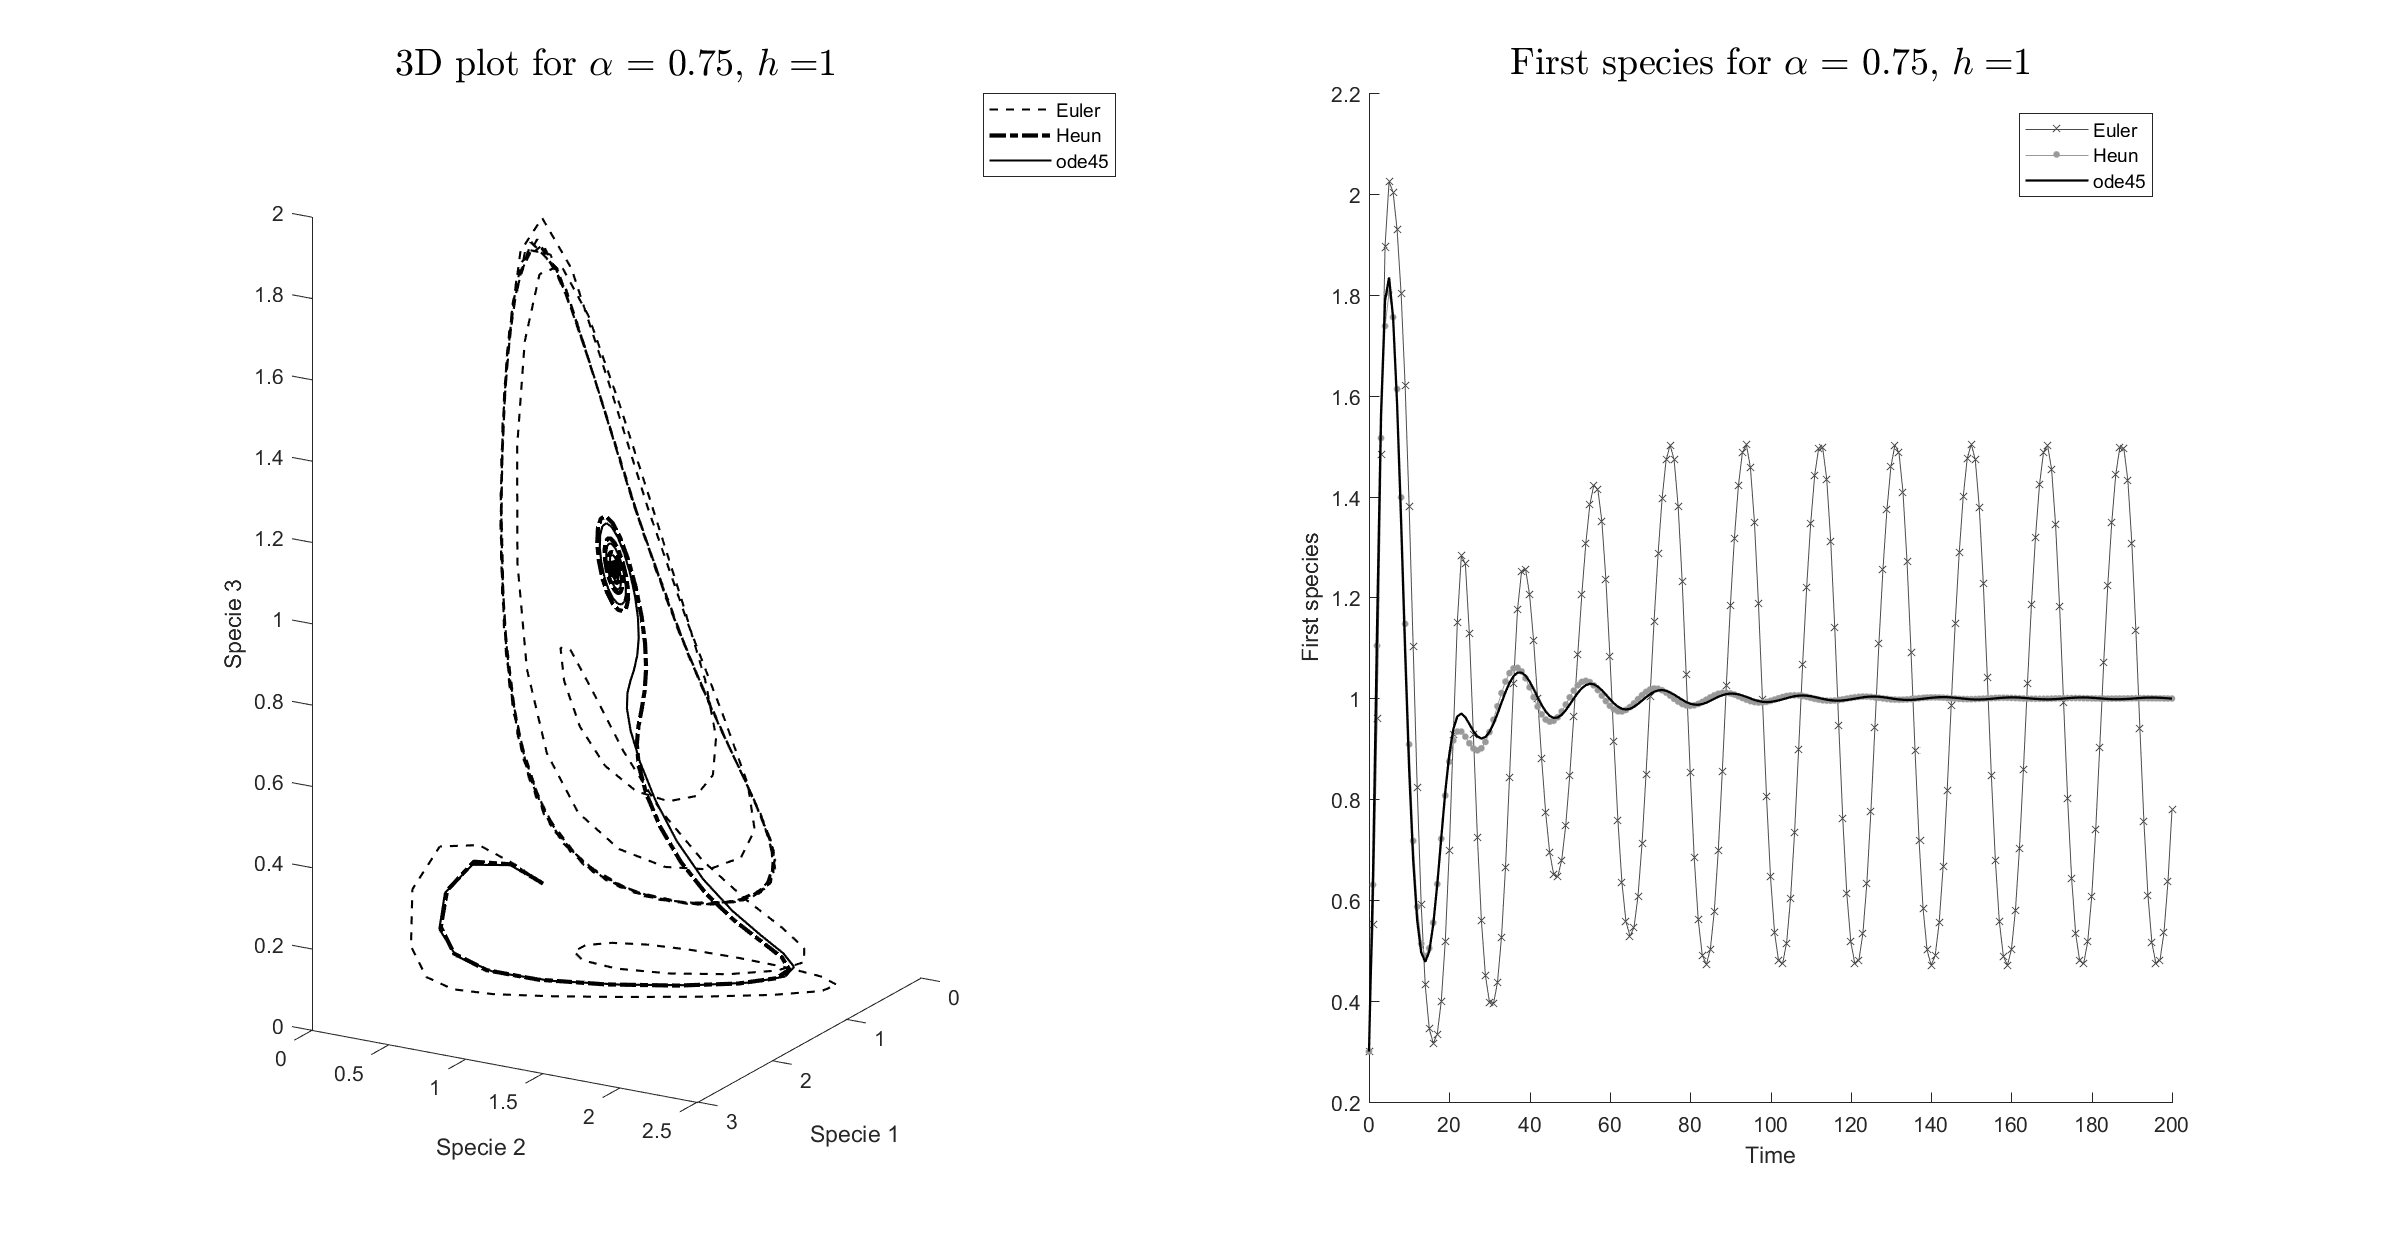 3D plot for α = 0.75, h =1
Euler
Heun
ode45
2
1.8
1.6
1.4
1.2
1
0.8
0.6
0.4
0.2
0
Specie 3
0
0.5
1
1.5
2
2.5
Specie 2
3
2
1
0
Specie 1
First species for α = 0.75, h =1
Euler
Heun
ode45
2.2
2
1.8
1.6
1.4
1.2
1
0.8
0.6
0.4
0.2
First species
0 20 40 60 80 100 120 140 160 180 200
Time